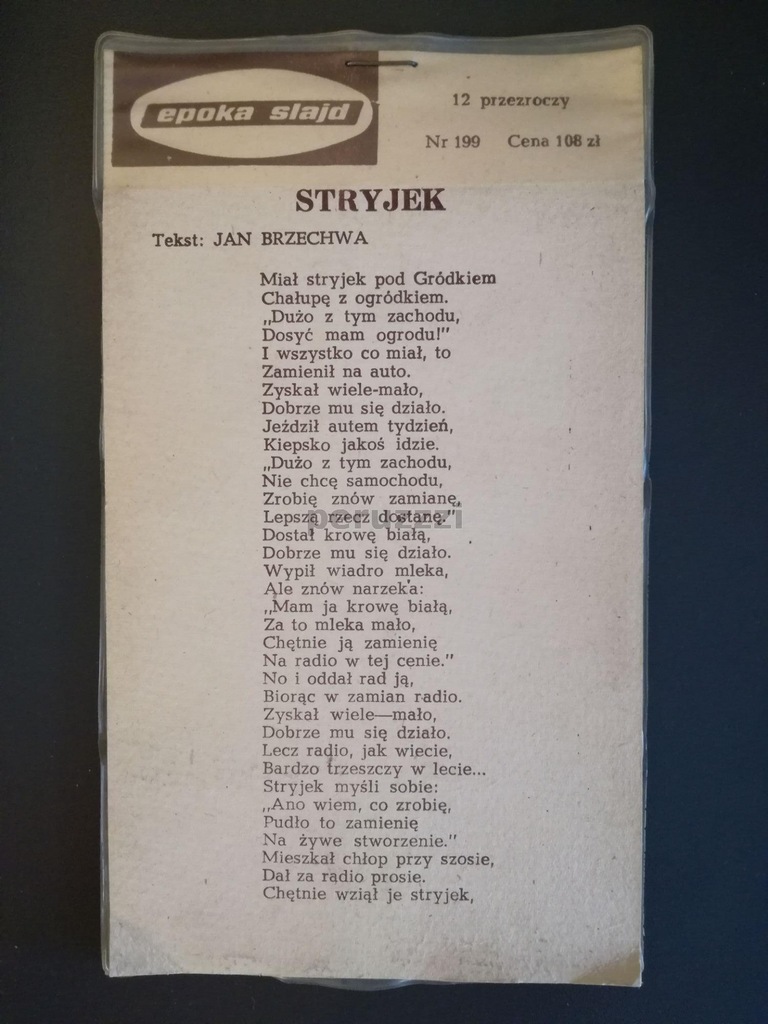 epoka slajd
12 przezroczy
Nr 199 Cena 108 zł
STRYJEK
Tekst: JAN BRZECHWA
Miał stryjek pod Gródkiem
Chałupę z ogródkiem.
„Dużo z tym zachodu,
Dosyć mam ogrodu!"
I wszystko co miał, to
Zamienił na auto.
Zyskał wiele-mało,
Dobrze mu się działo.
Jeździł autem tydzień,
Kiepsko jakoś idzie.
„Dużo z tym zachodu,
Nie chcę samochodu,
Zrobię znów zamianę,
Lepszą rzecz dostanę."
peruzzzi
Dostał krowę białą,
Dobrze mu się działo.
Wypił wiadro mleka,
Ale znów narzeka:
„Mam ja krowę białą,
Za to mleka mało,
Chętnie ją zamienię
Na radio w tej cenie."
No i oddał rad ją,
Biorąc w zamian radio.
Zyskał wiele—mało,
Dobrze mu się działo.
Lecz radio, jak wiecie,
Bardzo trzeszczy w lecie...
Stryjek myśli sobie:
„Ano wiem, co zrobię,
Pudło to zamienię
Na żywe stworzenie."
Mieszkał chłop przy szosie,
Dał za radio prosię.
Chętnie wziął je stryjek,